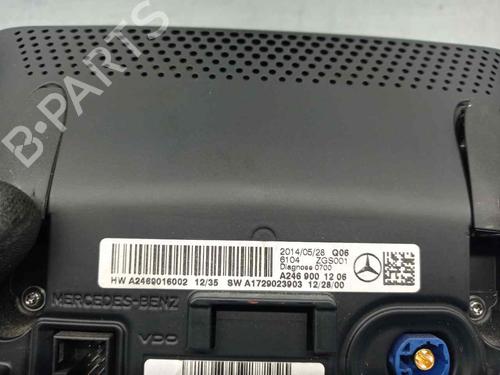 B-PARTS
2014/05/28 Q06
6104 ZGS001
Diagnose 0700
A246 900 12 06
HW A2469016002 12/35 SW A1729023903 12/28/00
MERCEDES-BENZ
VDO